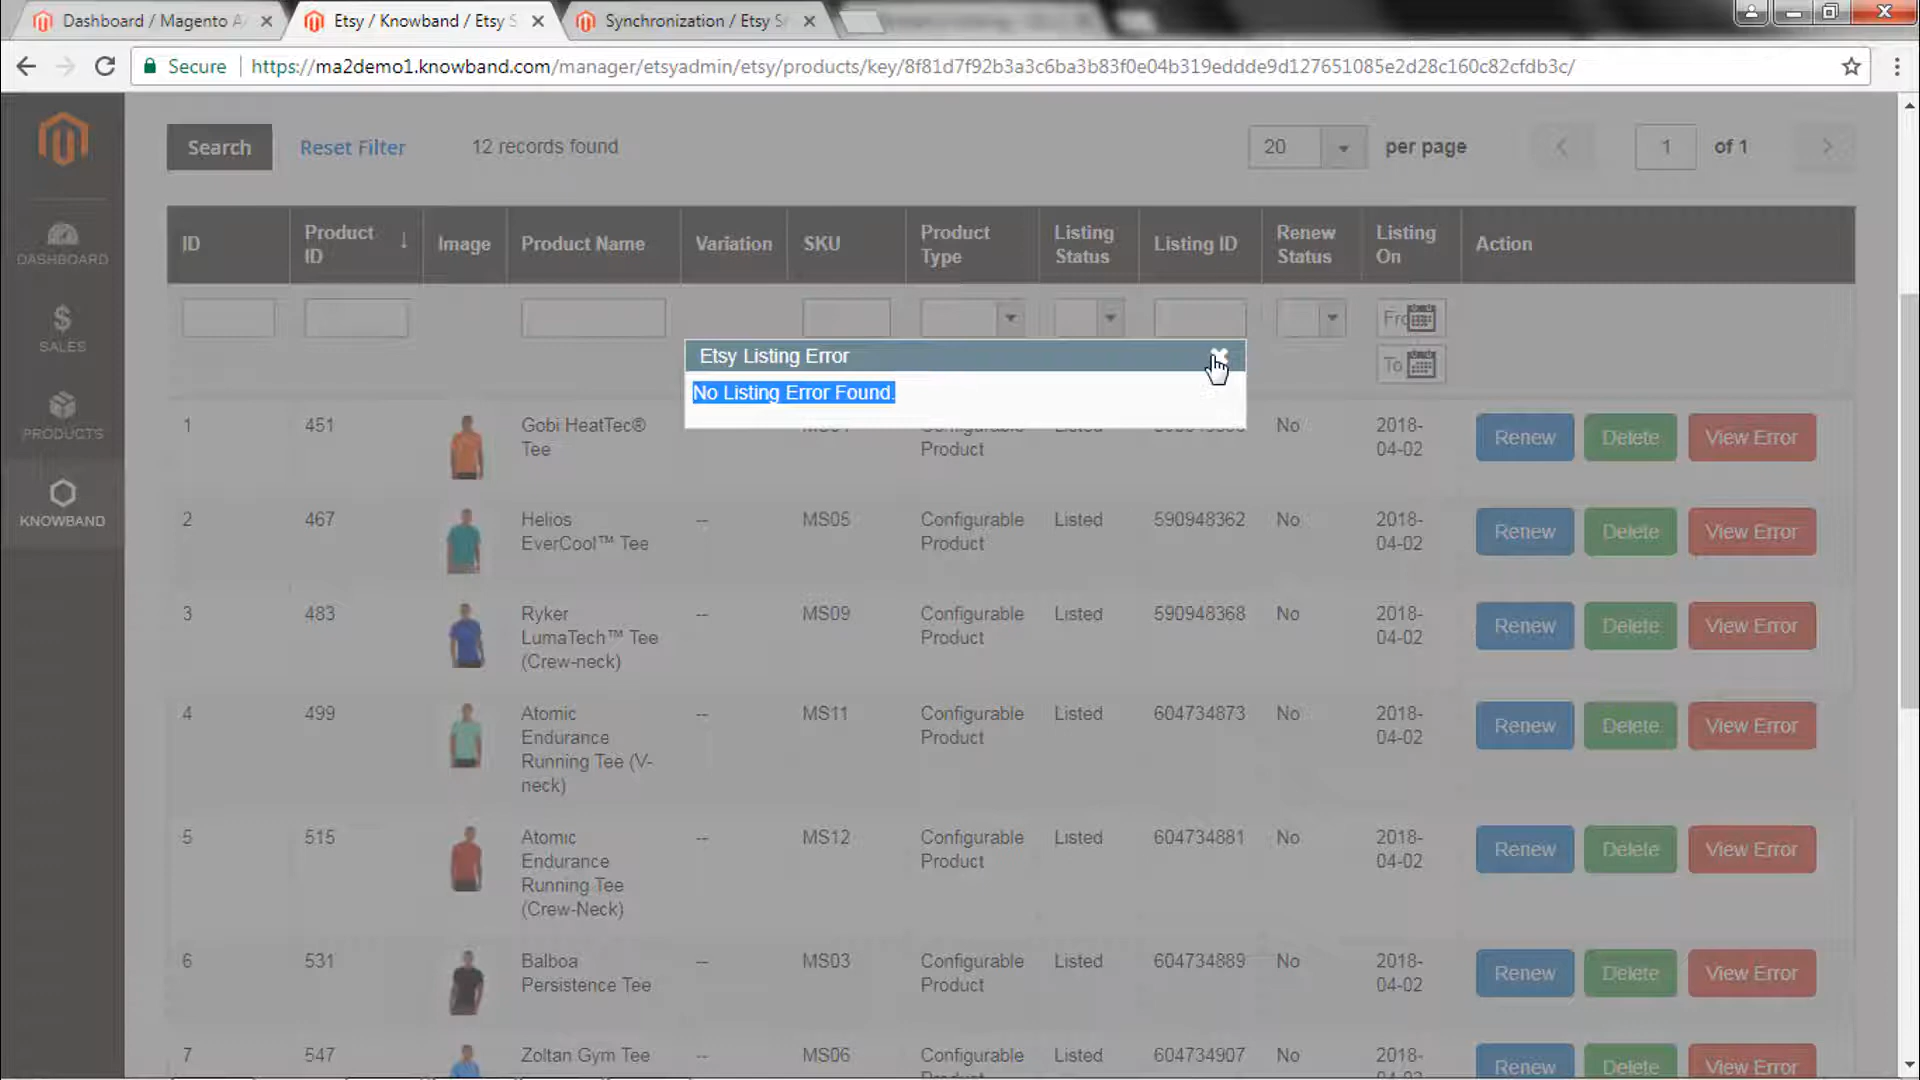 Dashboard / Magento A
Etsy / Knowband / Etsy S
Synchronization / Etsy S
Secure
https://ma2demo1.knowband.com/manager/etsyadmin/etsy/products/key/8f81d7f92b3a3c6ba3b83f0e04b319eddde9d127651085e2d28c160c82cfdb3c/
DASHBOARD
SALES
PRODUCTS
KNOWBAND
Search
Reset Filter
12 records found
20
per page
1
of 1
ID
Product ID
Image
Product Name
Variation
SKU
Product Type
Listing Status
Listing ID
Renew Status
Listing On
Action
To
Etsy Listing Error
No Listing Error Found.
1
451
Gobi HeatTec® Tee
Product
No
2018-04-02
Renew
Delete
View Error
2
467
Helios EverCool™ Tee
--
MS05
Configurable Product
Listed
590948362
No
2018-04-02
Renew
Delete
View Error
3
483
Ryker LumaTech™ Tee (Crew-neck)
--
MS09
Configurable Product
Listed
590948368
No
2018-04-02
Renew
Delete
View Error
4
499
Atomic Endurance Running Tee (V-neck)
--
MS11
Configurable Product
Listed
604734873
No
2018-04-02
Renew
Delete
View Error
5
515
Atomic Endurance Running Tee (Crew-Neck)
--
MS12
Configurable Product
Listed
604734881
No
2018-04-02
Renew
Delete
View Error
6
531
Balboa Persistence Tee
--
MS03
Configurable Product
Listed
604734889
No
2018-04-02
Renew
Delete
View Error
7
547
Zoltan Gym Tee
--
MS06
Configurable
Listed
604734907
No
2018-
Renew
Delete
View Error